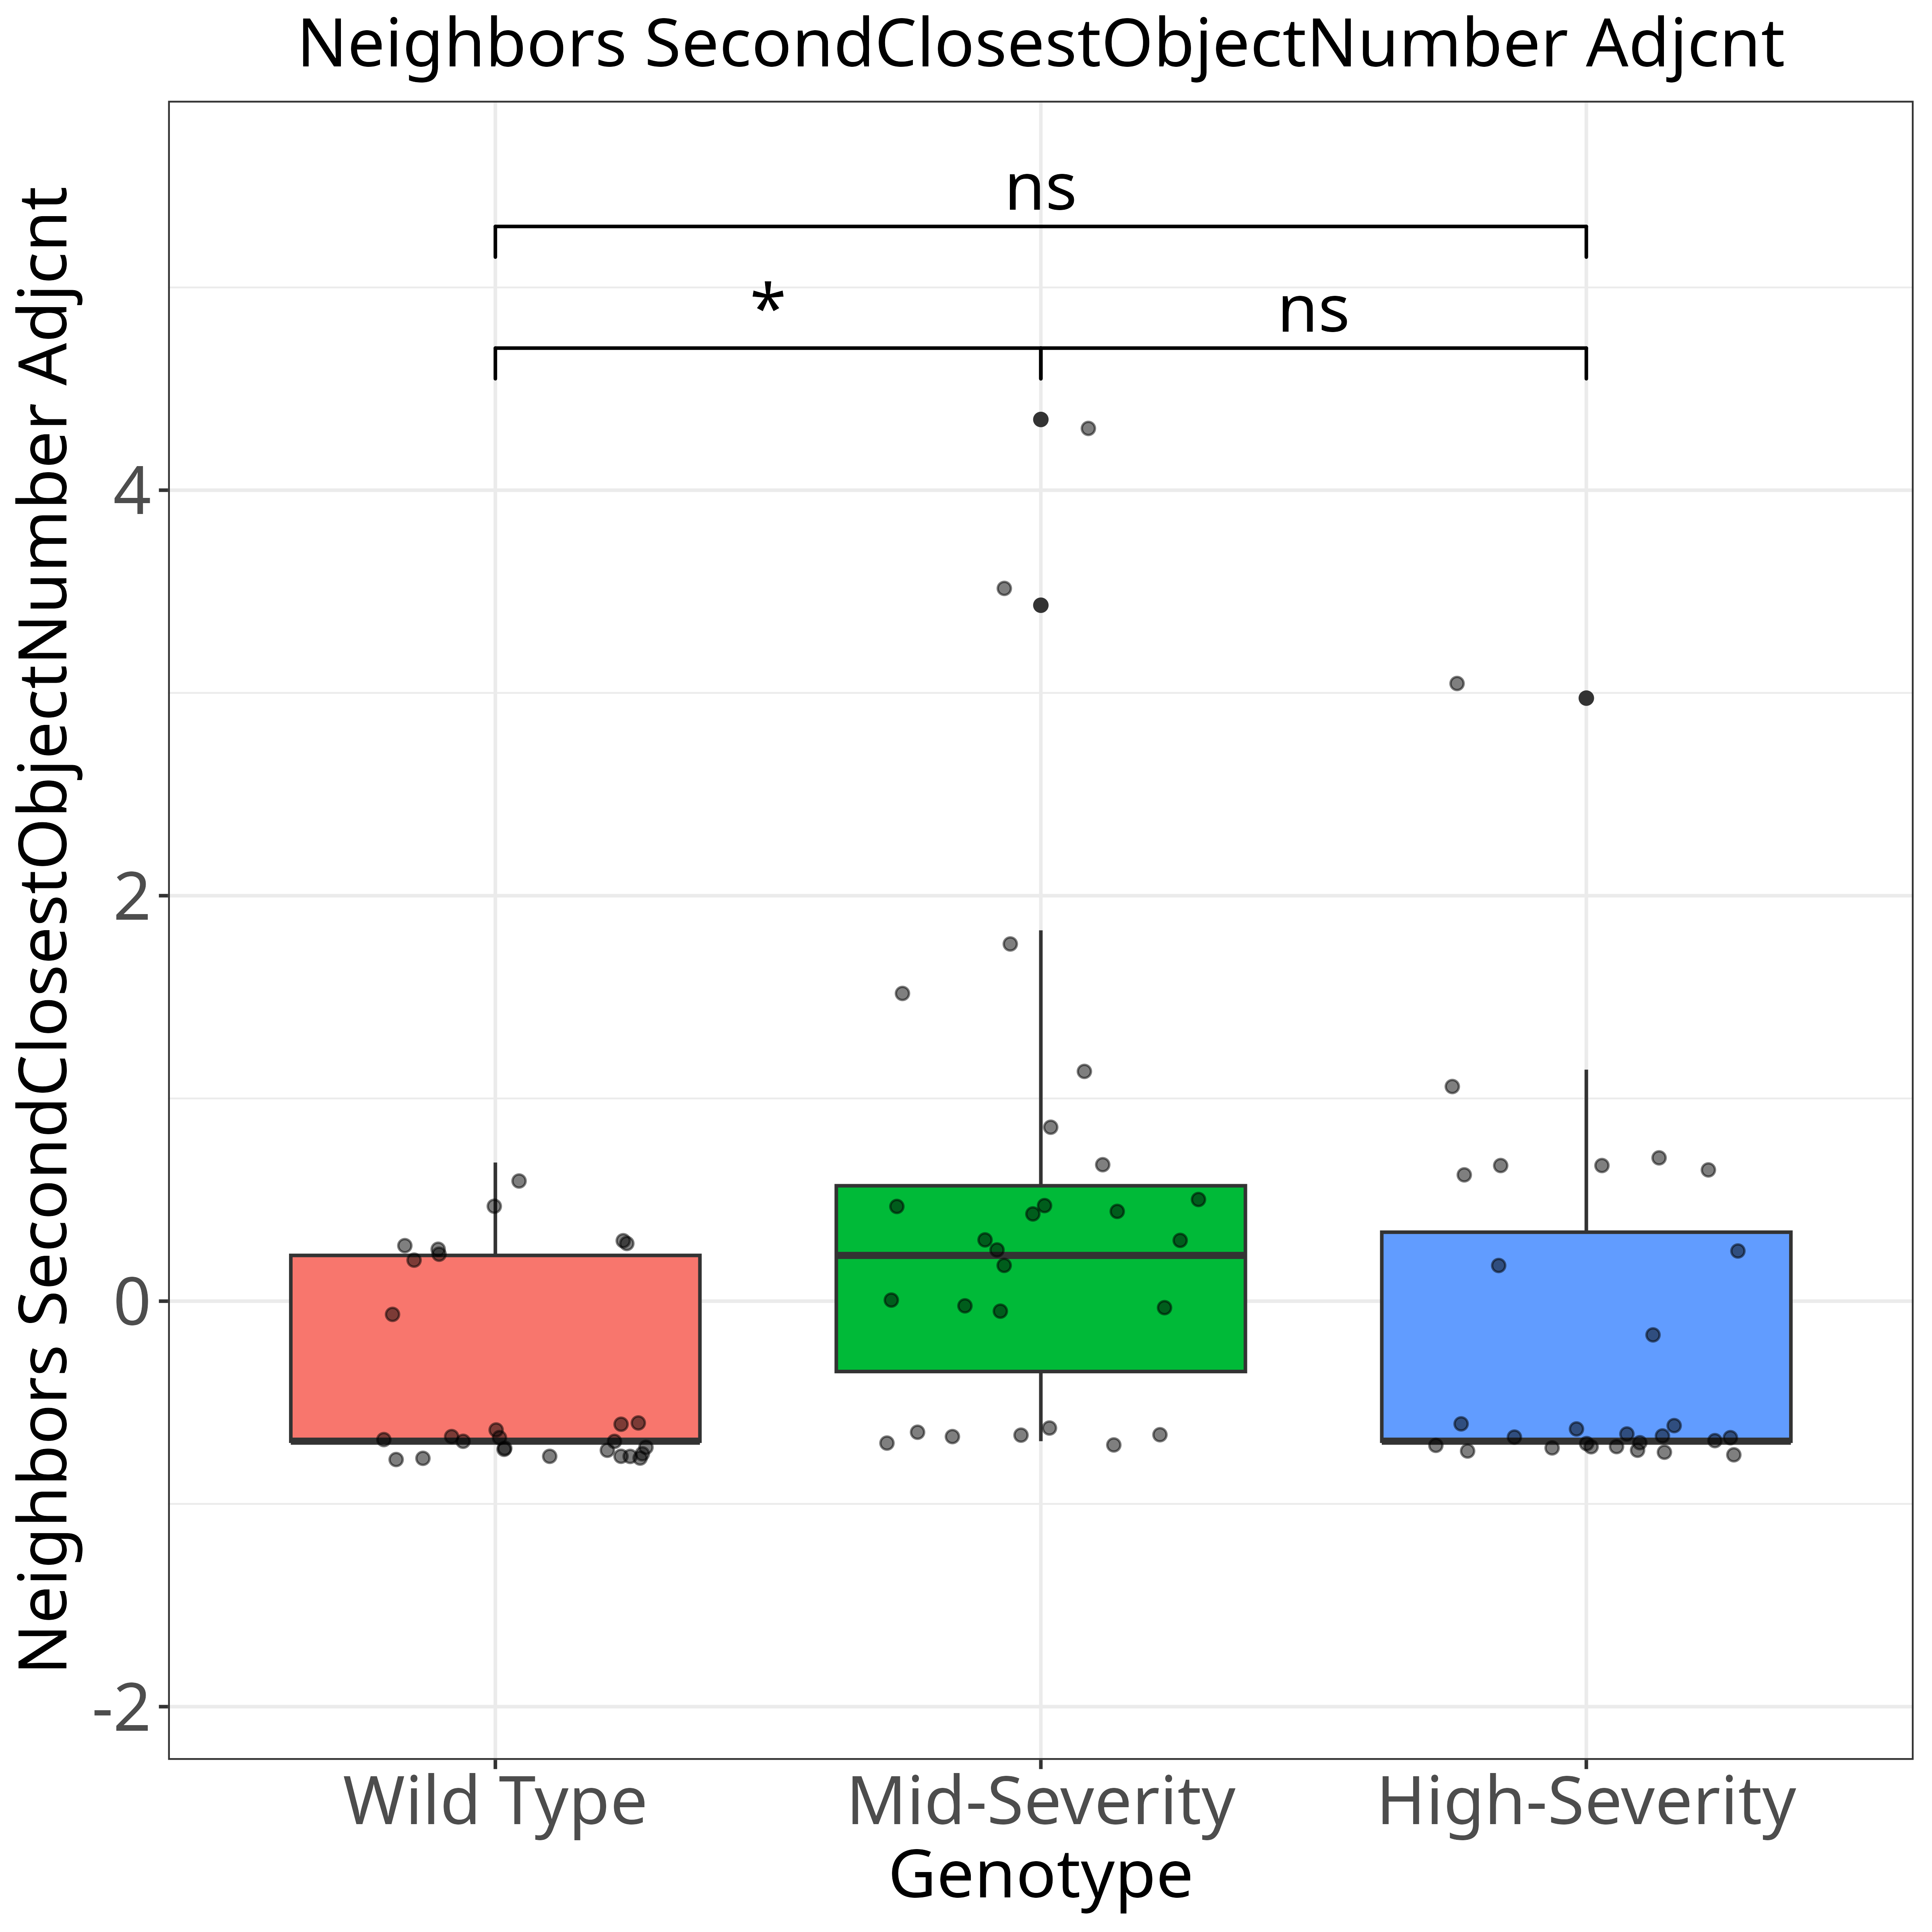 Neighbors SecondClosestObjectNumber Adjcnt
Neighbors SecondClosestObjectNumber Adjcnt
ns
*
ns
4
2
0
-2
Wild Type
Mid-Severity
High-Severity
Genotype